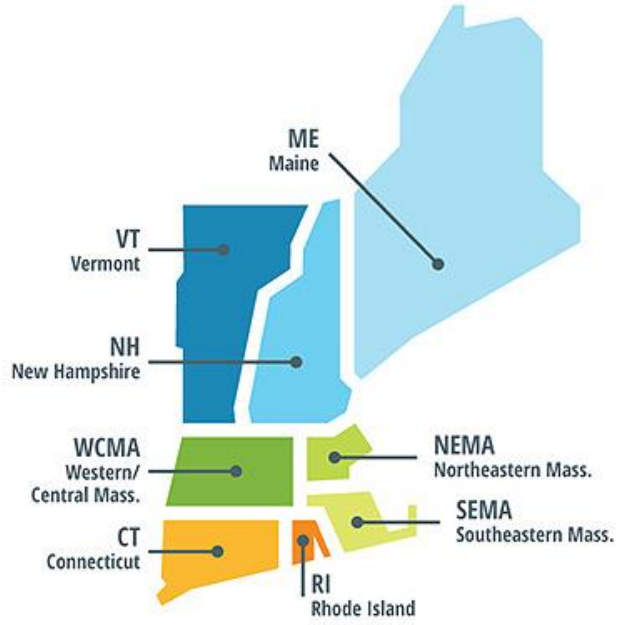 ME
Maine
VT
Vermont
NH
New Hampshire
WCMA
Western/
Central Mass.
NEMA
Northeastern Mass.
SEMA
Southeastern Mass.
CT
Connecticut
RI
Rhode Island